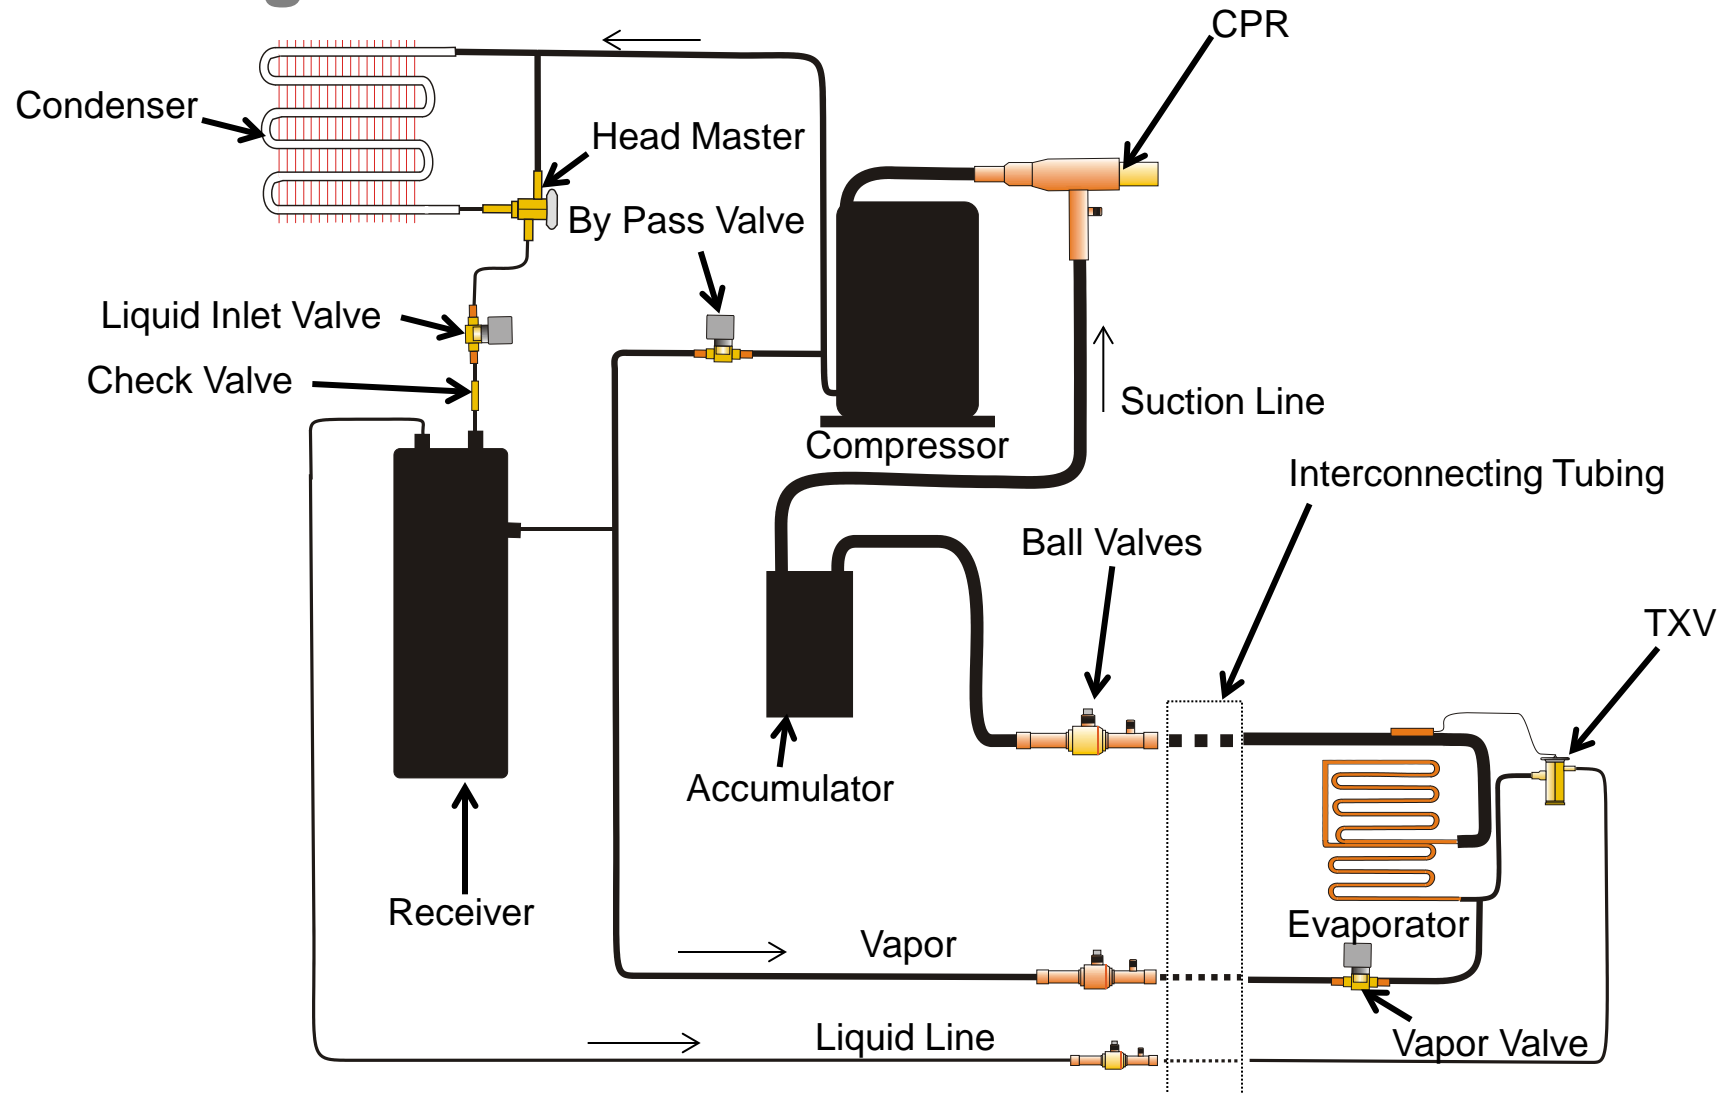 CPR
Condenser
Head Master
By Pass Valve
Liquid Inlet Valve
Check Valve
Suction Line
Compressor
Interconnecting Tubing
Ball Valves
TXV
Accumulator
Receiver
Evaporator
Vapor
Liquid Line
Vapor Valve